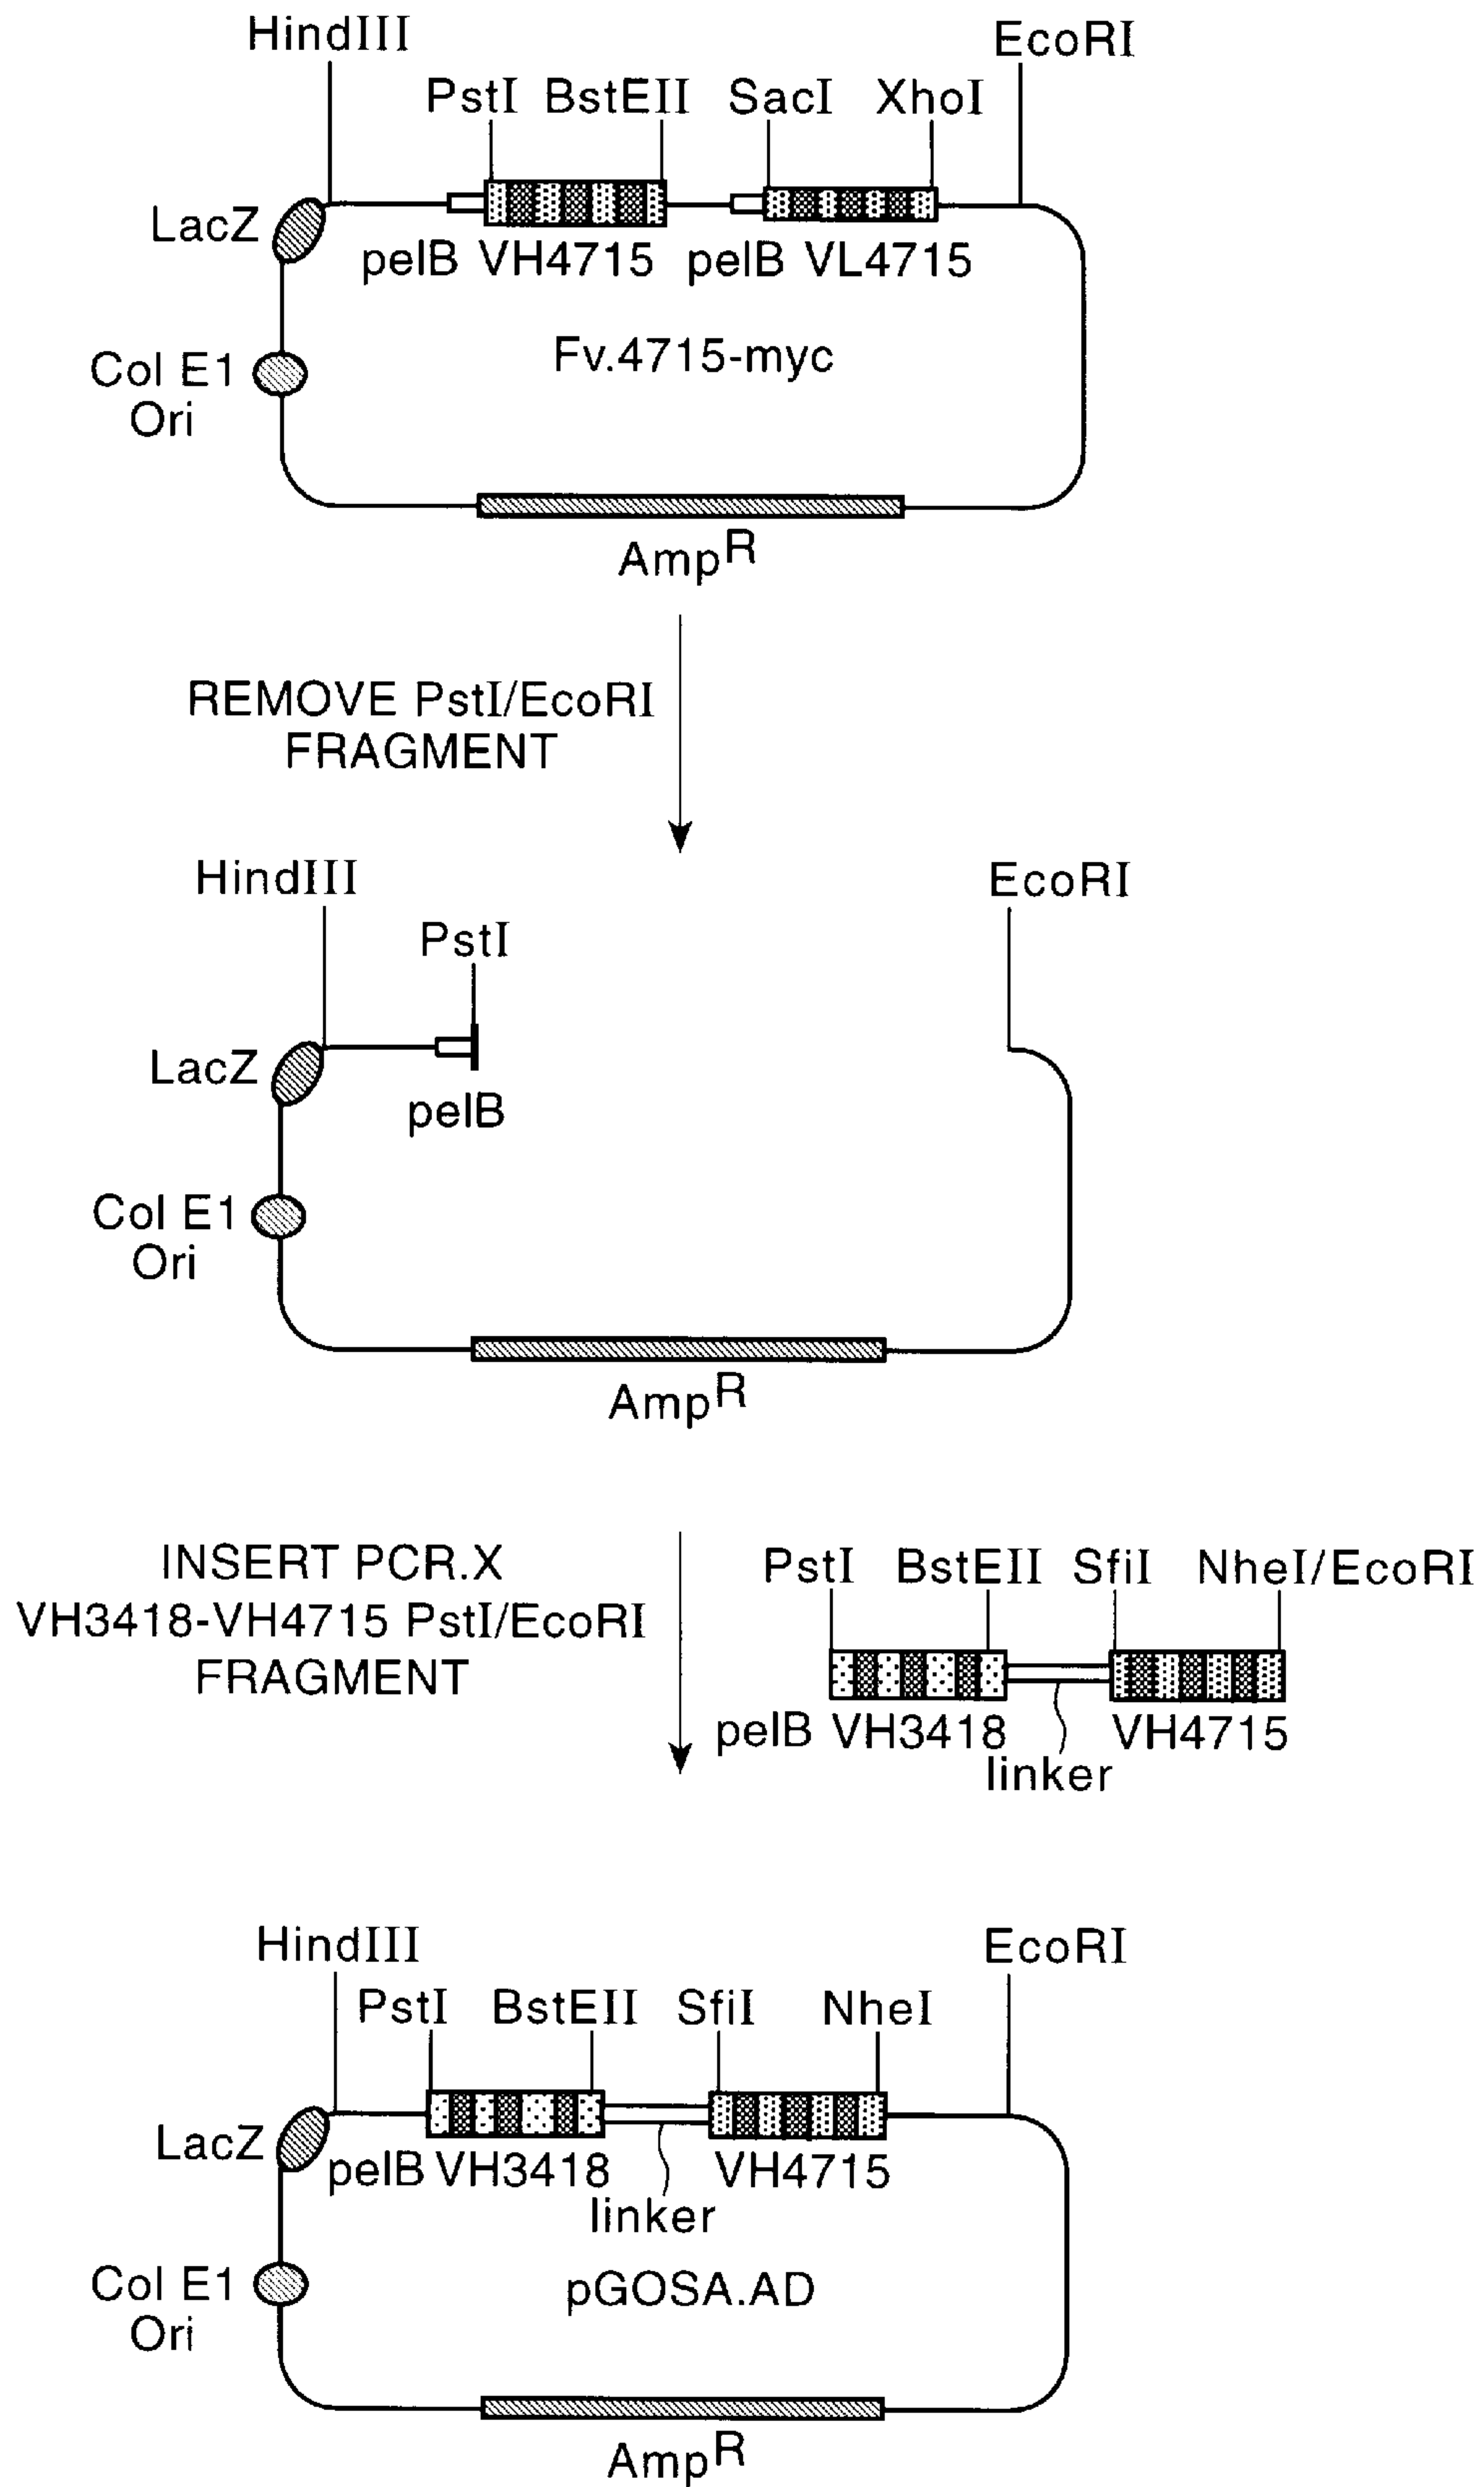 HindIII
EcoRI
PstI BstEII SacI XhoI
LacZ
pelB VH4715 pelB VL4715
Fv.4715-myc
Col E1
Ori
Amp^R
REMOVE PstI/EcoRI
FRAGMENT
HindIII
EcoRI
PstI
LacZ
pelB
Col E1
Ori
Amp^R
INSERT PCR.X
VH3418-VH4715 PstI/EcoRI
FRAGMENT
PstI BstEII SfiI NheI/EcoRI
pelB VH3418 VH4715
linker
HindIII
EcoRI
PstI BstEII SfiI NheI
LacZ
pelB VH3418 VH4715
linker
pGOSA.AD
Col E1
Ori
Amp^R